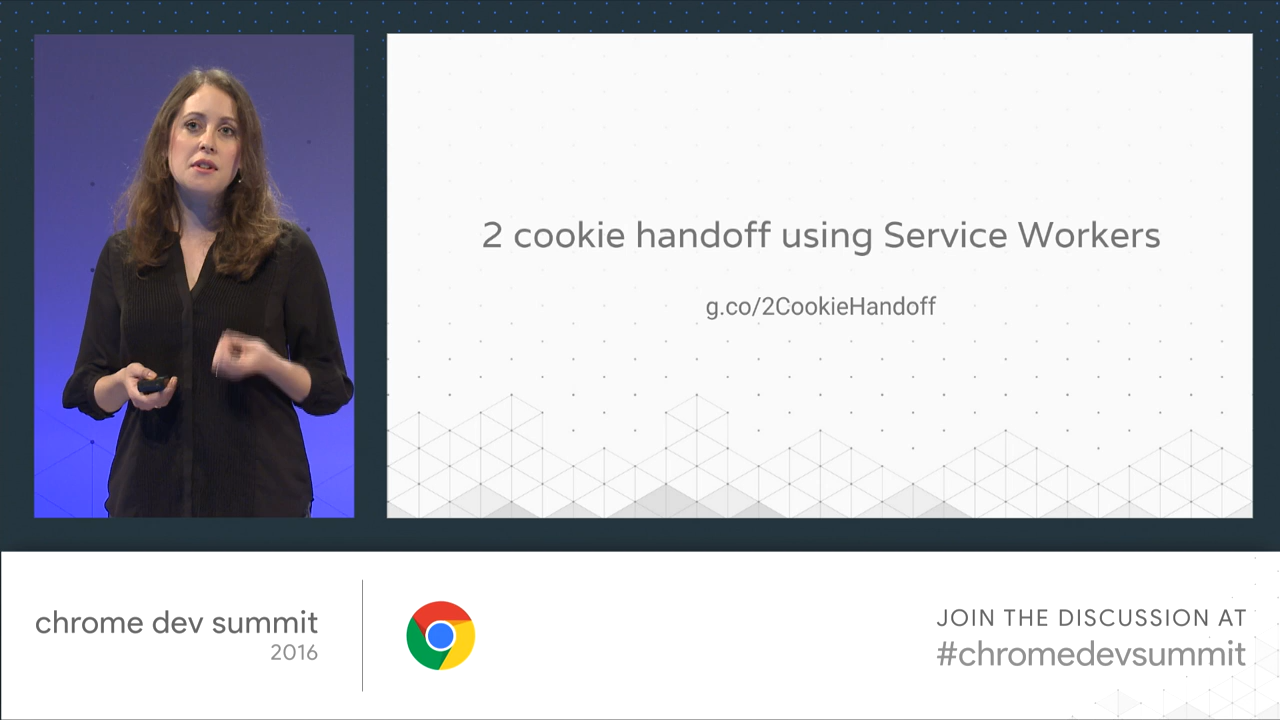 2 cookie handoff using Service Workers
g.co/2CookieHandoff
chrome dev summit
2016
JOIN THE DISCUSSION AT
#chromedevsummit